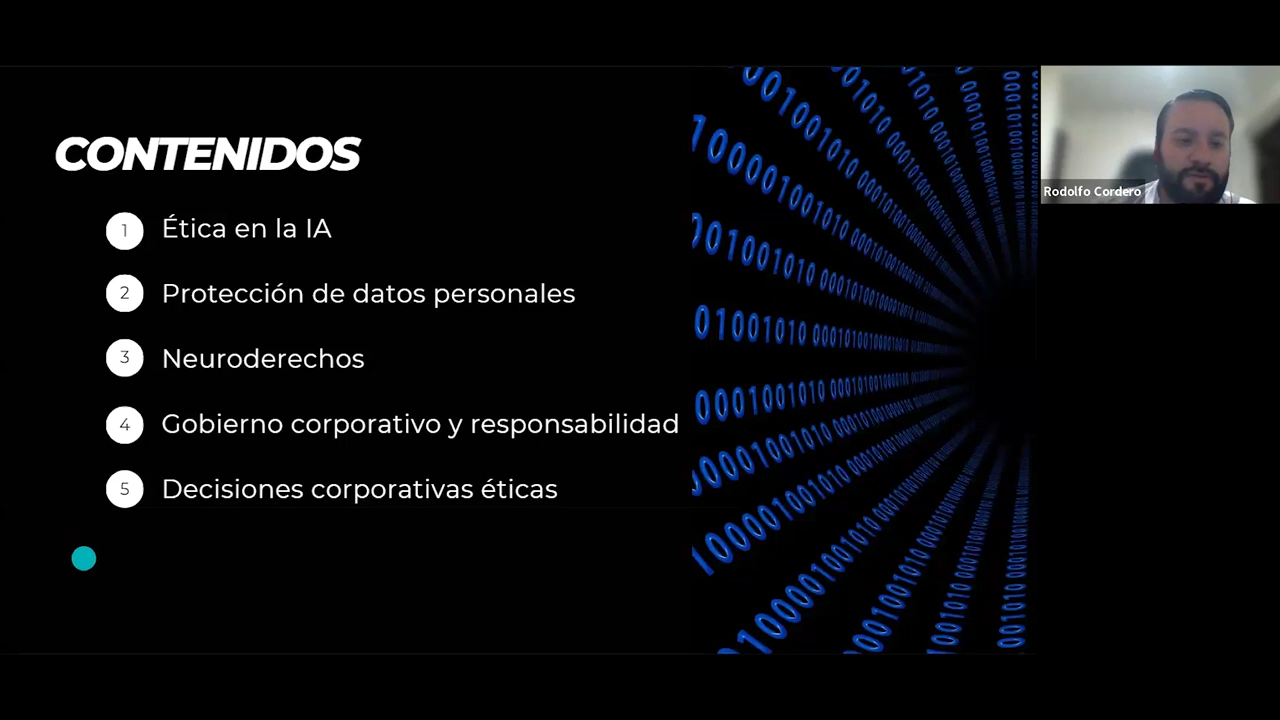 CONTENIDOS
1 Ética en la IA
2 Protección de datos personales
3 Neuroderechos
4 Gobierno corporativo y responsabilidad
5 Decisiones corporativas éticas
Rodolfo Cordero